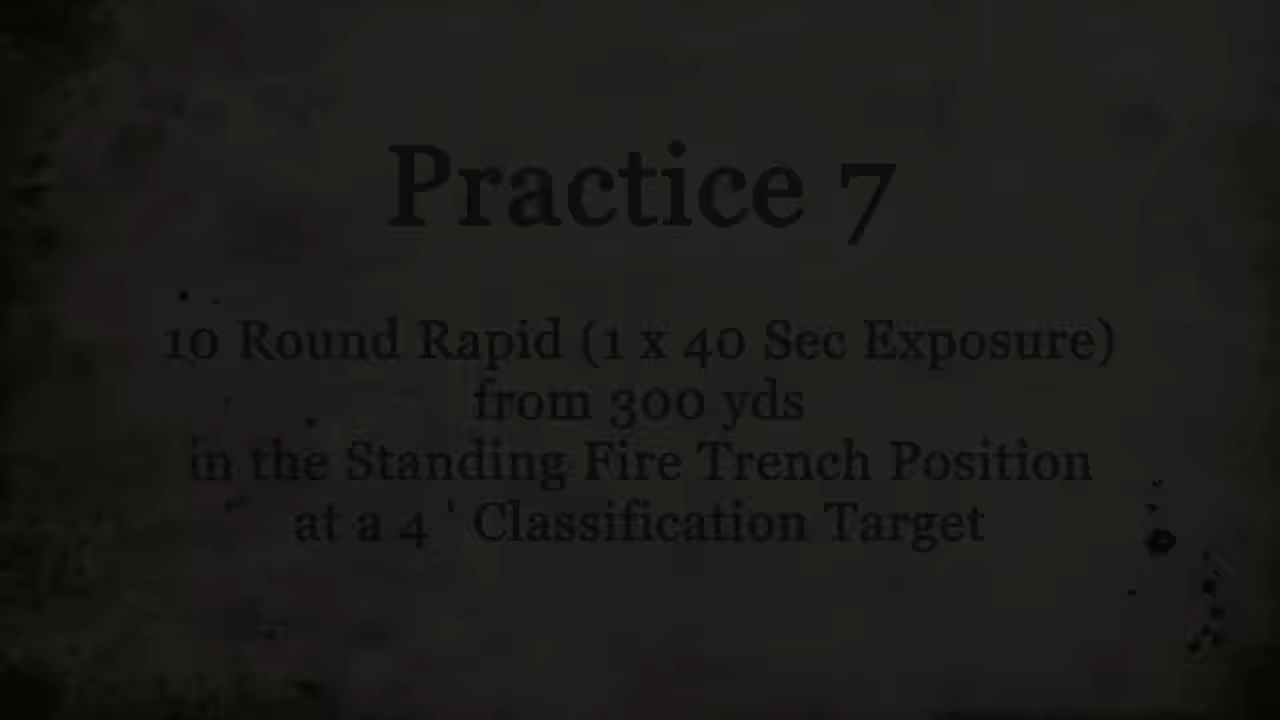 Practice 7
10 Round Rapid (1 x 40 Sec Exposure)
from 300 yds
in the Standing Fire Trench Position
at a 4 ' Classification Target